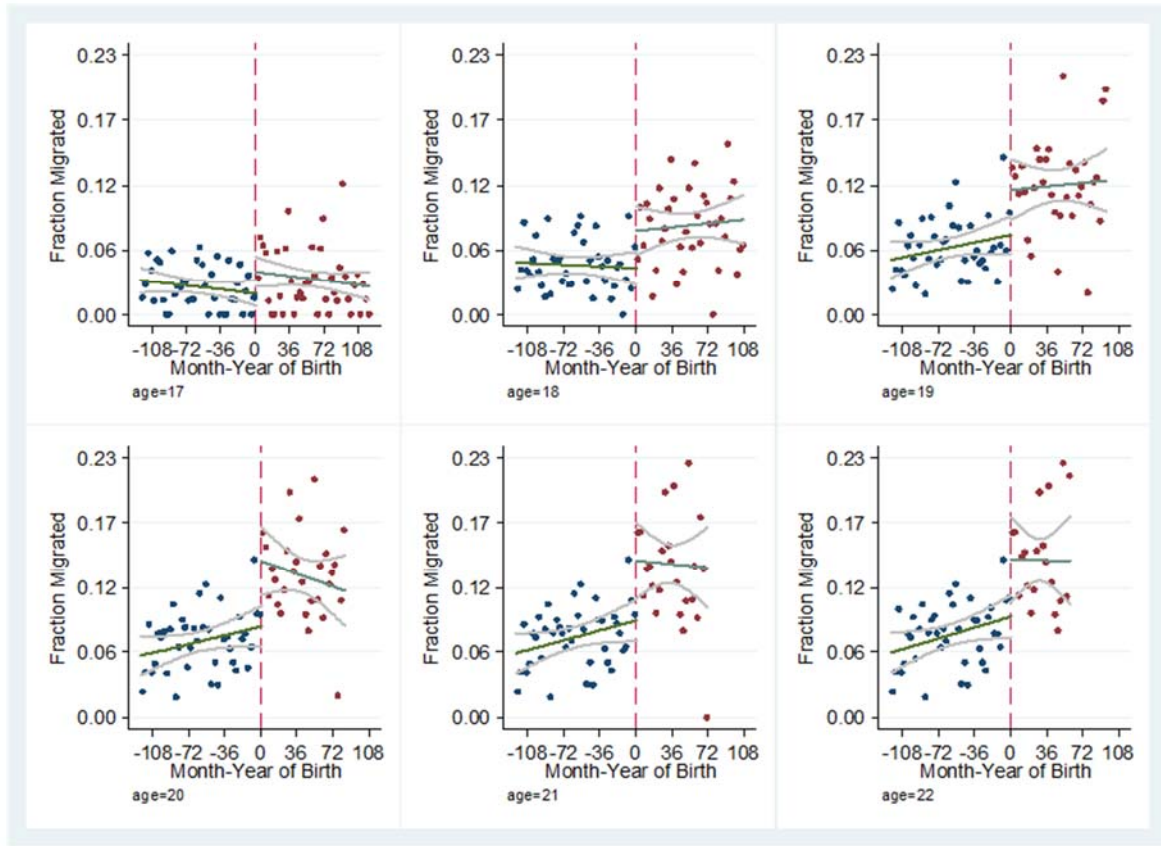 0.23
0.17
0.12
0.06
0.00
Fraction Migrated
-108 -72 -36 0 36 72 108
Month-Year of Birth
age=17
0.23
0.17
0.12
0.06
0.00
Fraction Migrated
-108 -72 -36 0 36 72 108
Month-Year of Birth
age=18
0.23
0.17
0.12
0.06
0.00
Fraction Migrated
-108 -72 -36 0 36 72 108
Month-Year of Birth
age=19
0.23
0.17
0.12
0.06
0.00
Fraction Migrated
-108 -72 -36 0 36 72 108
Month-Year of Birth
age=20
0.23
0.17
0.12
0.06
0.00
Fraction Migrated
-108 -72 -36 0 36 72 108
Month-Year of Birth
age=21
0.23
0.17
0.12
0.06
0.00
Fraction Migrated
-108 -72 -36 0 36 72 108
Month-Year of Birth
age=22